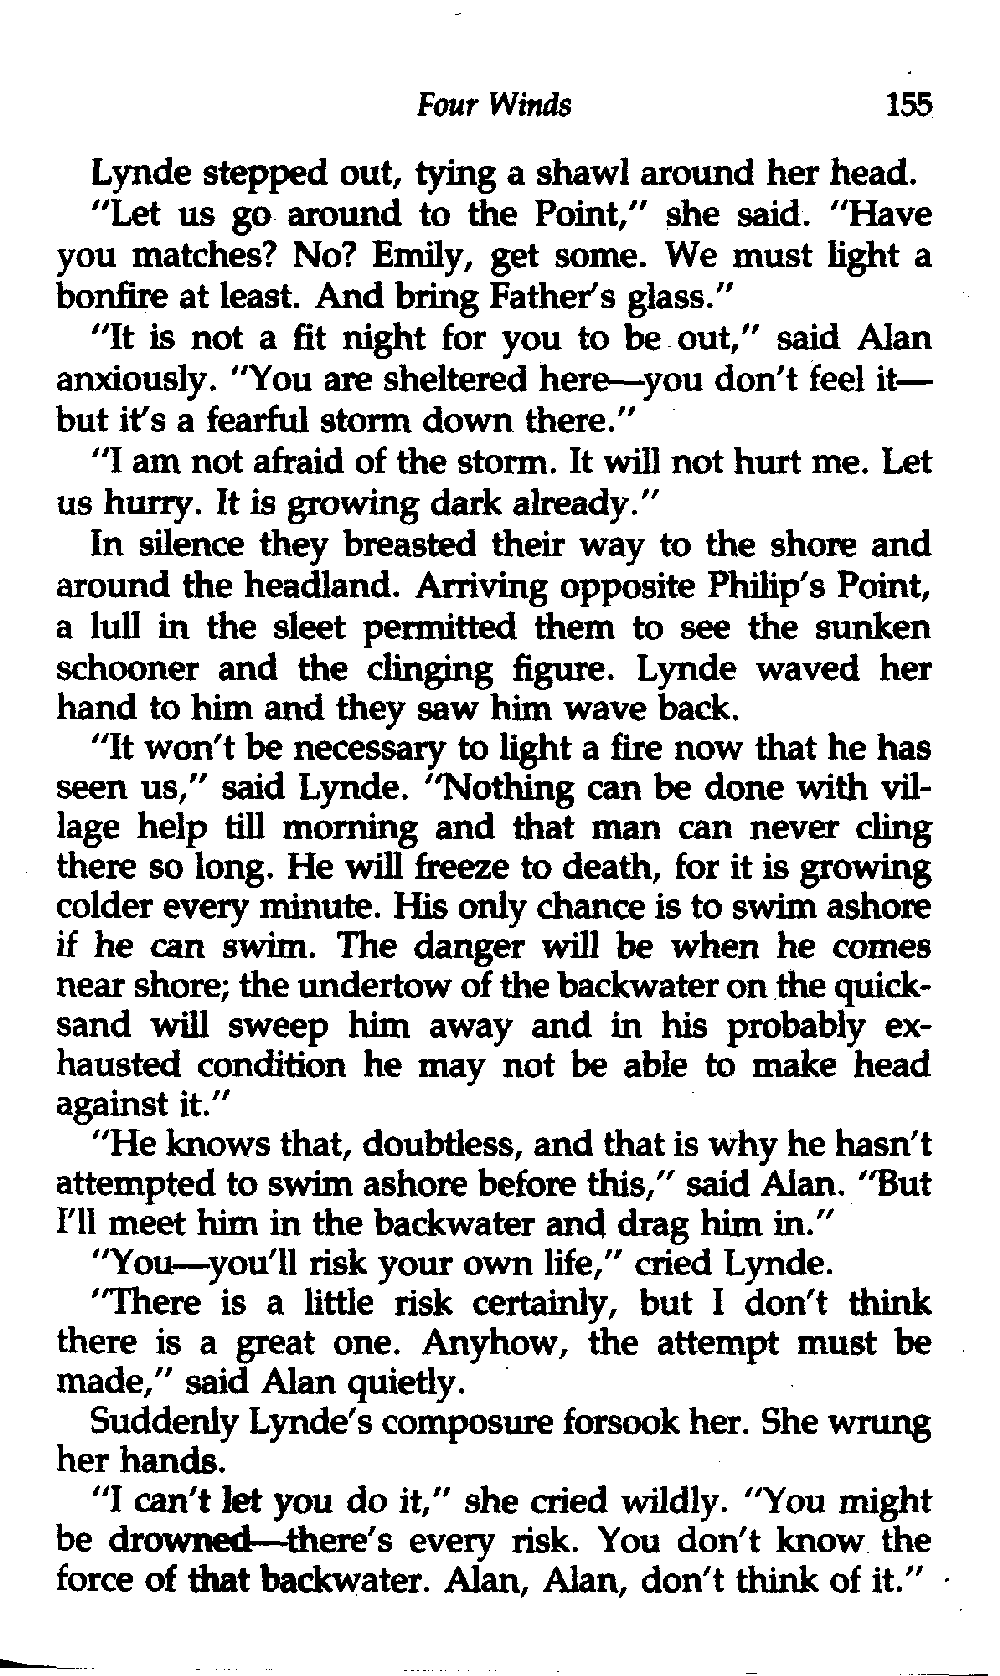 Four Winds 155
Lynde stepped out, tying a shawl around her head.
"Let us go around to the Point," she said. "Have
you matches? No? Emily, get some. We must light a
bonfire at least. And bring Father's glass."
"It is not a fit night for you to be out," said Alan
anxiously. "You are sheltered here—you don't feel it—
but it's a fearful storm down there."
"I am not afraid of the storm. It will not hurt me. Let
us hurry. It is growing dark already."
In silence they breasted their way to the shore and
around the headland. Arriving opposite Philip's Point,
a lull in the sleet permitted them to see the sunken
schooner and the clinging figure. Lynde waved her
hand to him and they saw him wave back.
"It won't be necessary to light a fire now that he has
seen us," said Lynde. "Nothing can be done with vil-
lage help till morning and that man can never cling
there so long. He will freeze to death, for it is growing
colder every minute. His only chance is to swim ashore
if he can swim. The danger will be when he comes
near shore; the undertow of the backwater on the quick-
sand will sweep him away and in his probably ex-
hausted condition he may not be able to make head
against it."
"He knows that, doubtless, and that is why he hasn't
attempted to swim ashore before this," said Alan. "But
I'll meet him in the backwater and drag him in."
"You—you'll risk your own life," cried Lynde.
"There is a little risk certainly, but I don't think
there is a great one. Anyhow, the attempt must be
made," said Alan quietly.
Suddenly Lynde's composure forsook her. She wrung
her hands.
"I can't let you do it," she cried wildly. "You might
be drowned—there's every risk. You don't know the
force of that backwater. Alan, Alan, don't think of it."